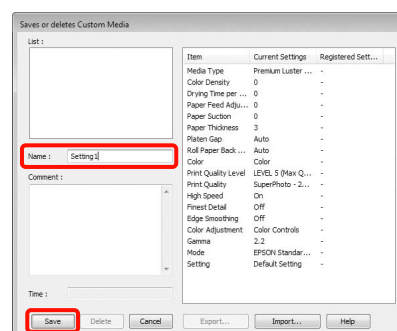 Saves or deletes Custom Media
List :
Item Current Settings Registered Sett...
Media Type Premium Luster ... -
Color Density 0 -
Drying Time per ... 0 -
Paper Feed Adju... 0 -
Paper Suction 0 -
Paper Thickness 3 -
Platen Gap Auto -
Roll Paper Back ... Auto -
Color Color -
Print Quality Level LEVEL 5 (Max Q... -
Print Quality SuperPhoto - 2... -
High Speed On -
Finest Detail Off -
Edge Smoothing Off -
Color Adjustment Color Controls -
Gamma 2.2 -
Mode EPSON Standar... -
Setting Default Setting -
Name : Setting1
Comment :
Time :
Save Delete Cancel Export... Import... Help